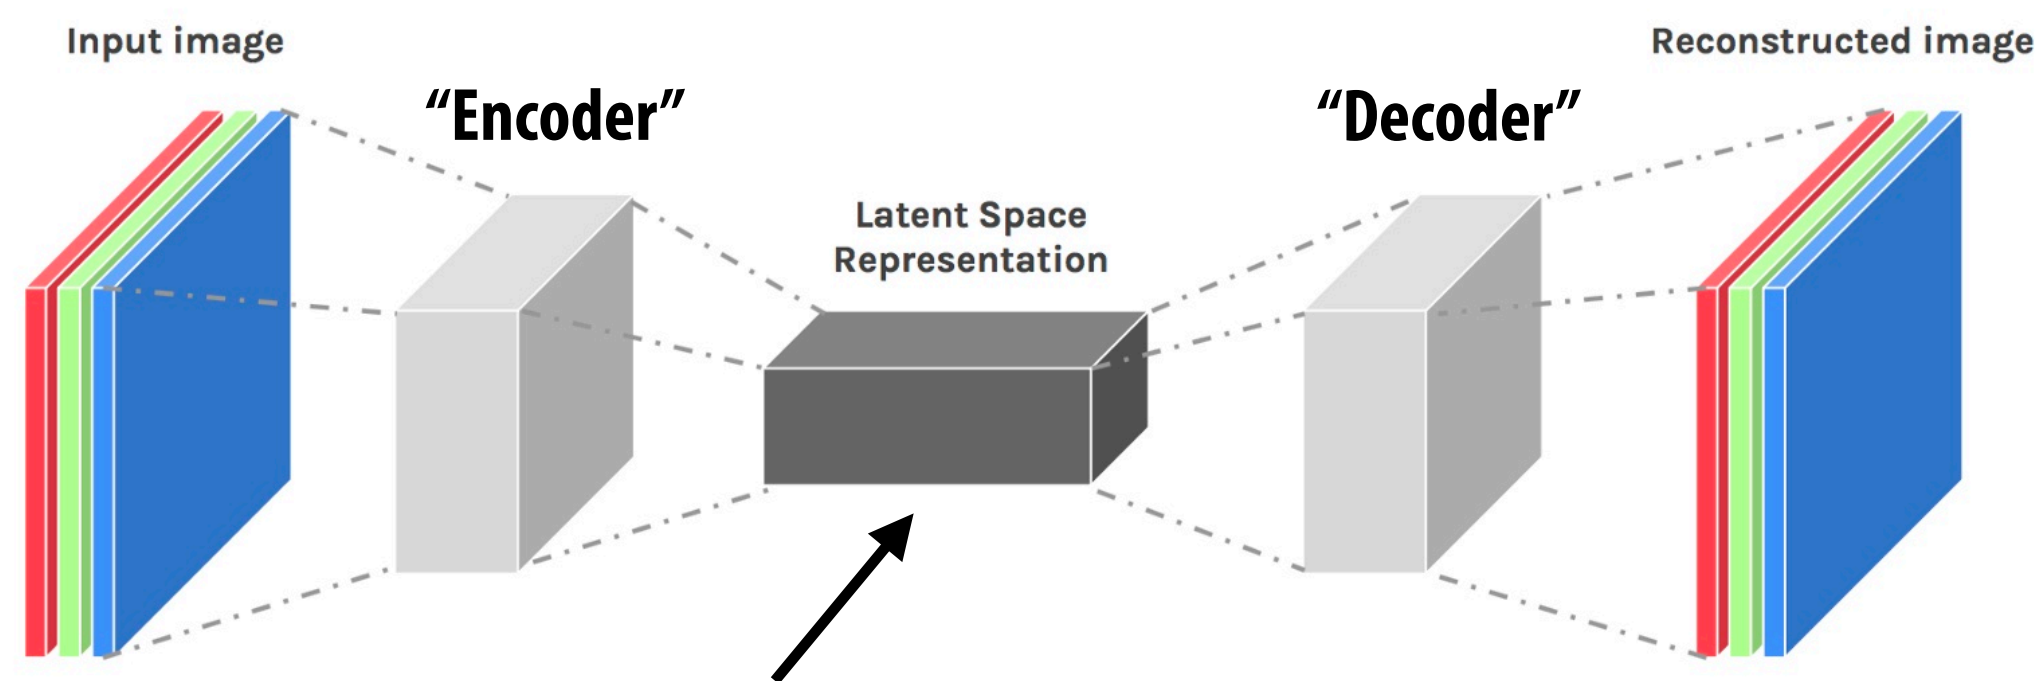 Input image
Reconstructed image
“Encoder”
“Decoder”
Latent Space
Representation